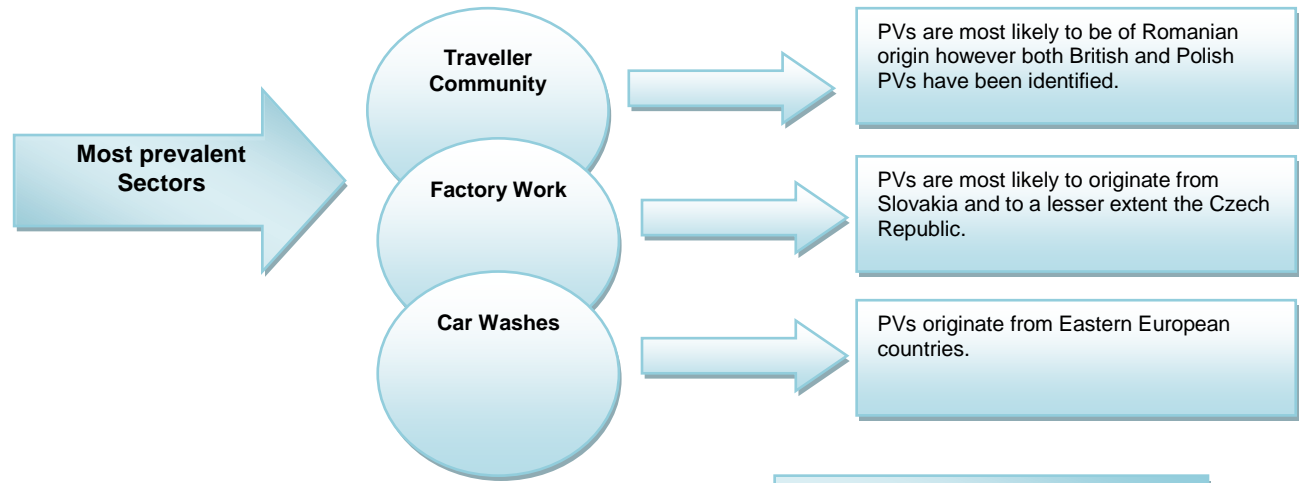 Most prevalent
Sectors
Traveller
Community
PVs are most likely to be of Romanian
origin however both British and Polish
PVs have been identified.
Factory Work
PVs are most likely to originate from
Slovakia and to a lesser extent the Czech
Republic.
Car Washes
PVs originate from Eastern European
countries.